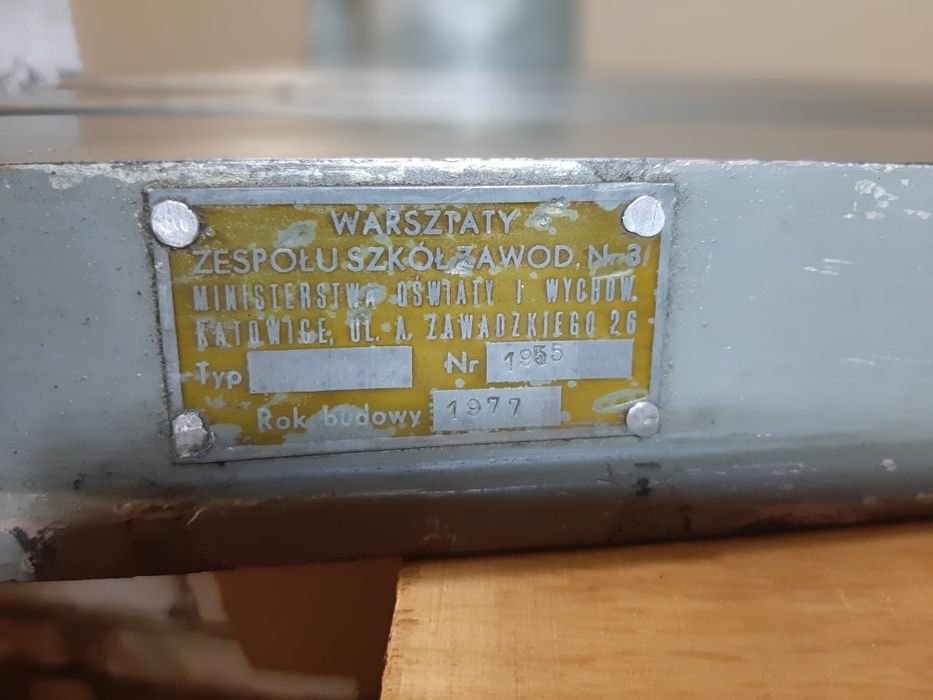 WARSZTATY
ZESPOŁU SZKÓŁ ZAWOD. Nr 3
MINISTERSTWA OŚWIATY I WYCHOW.
KATOWICE, UL. A. ZAWADZKIEGO 26
Typ Nr 1955
Rok budowy 1977